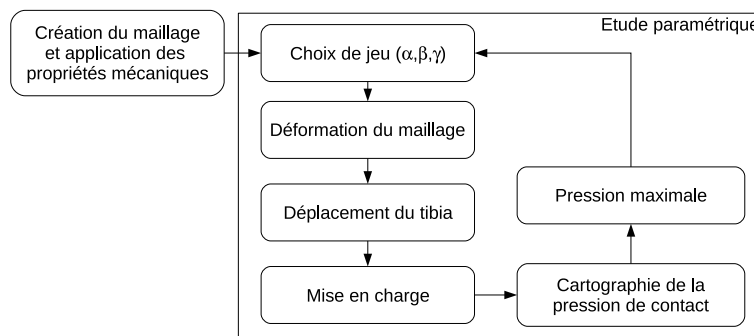 Etude paramétrique
Création du maillage
et application des
propriétés mécaniques
Choix de jeu (α,β,γ)
Déformation du maillage
Déplacement du tibia
Mise en charge
Cartographie de la
pression de contact
Pression maximale